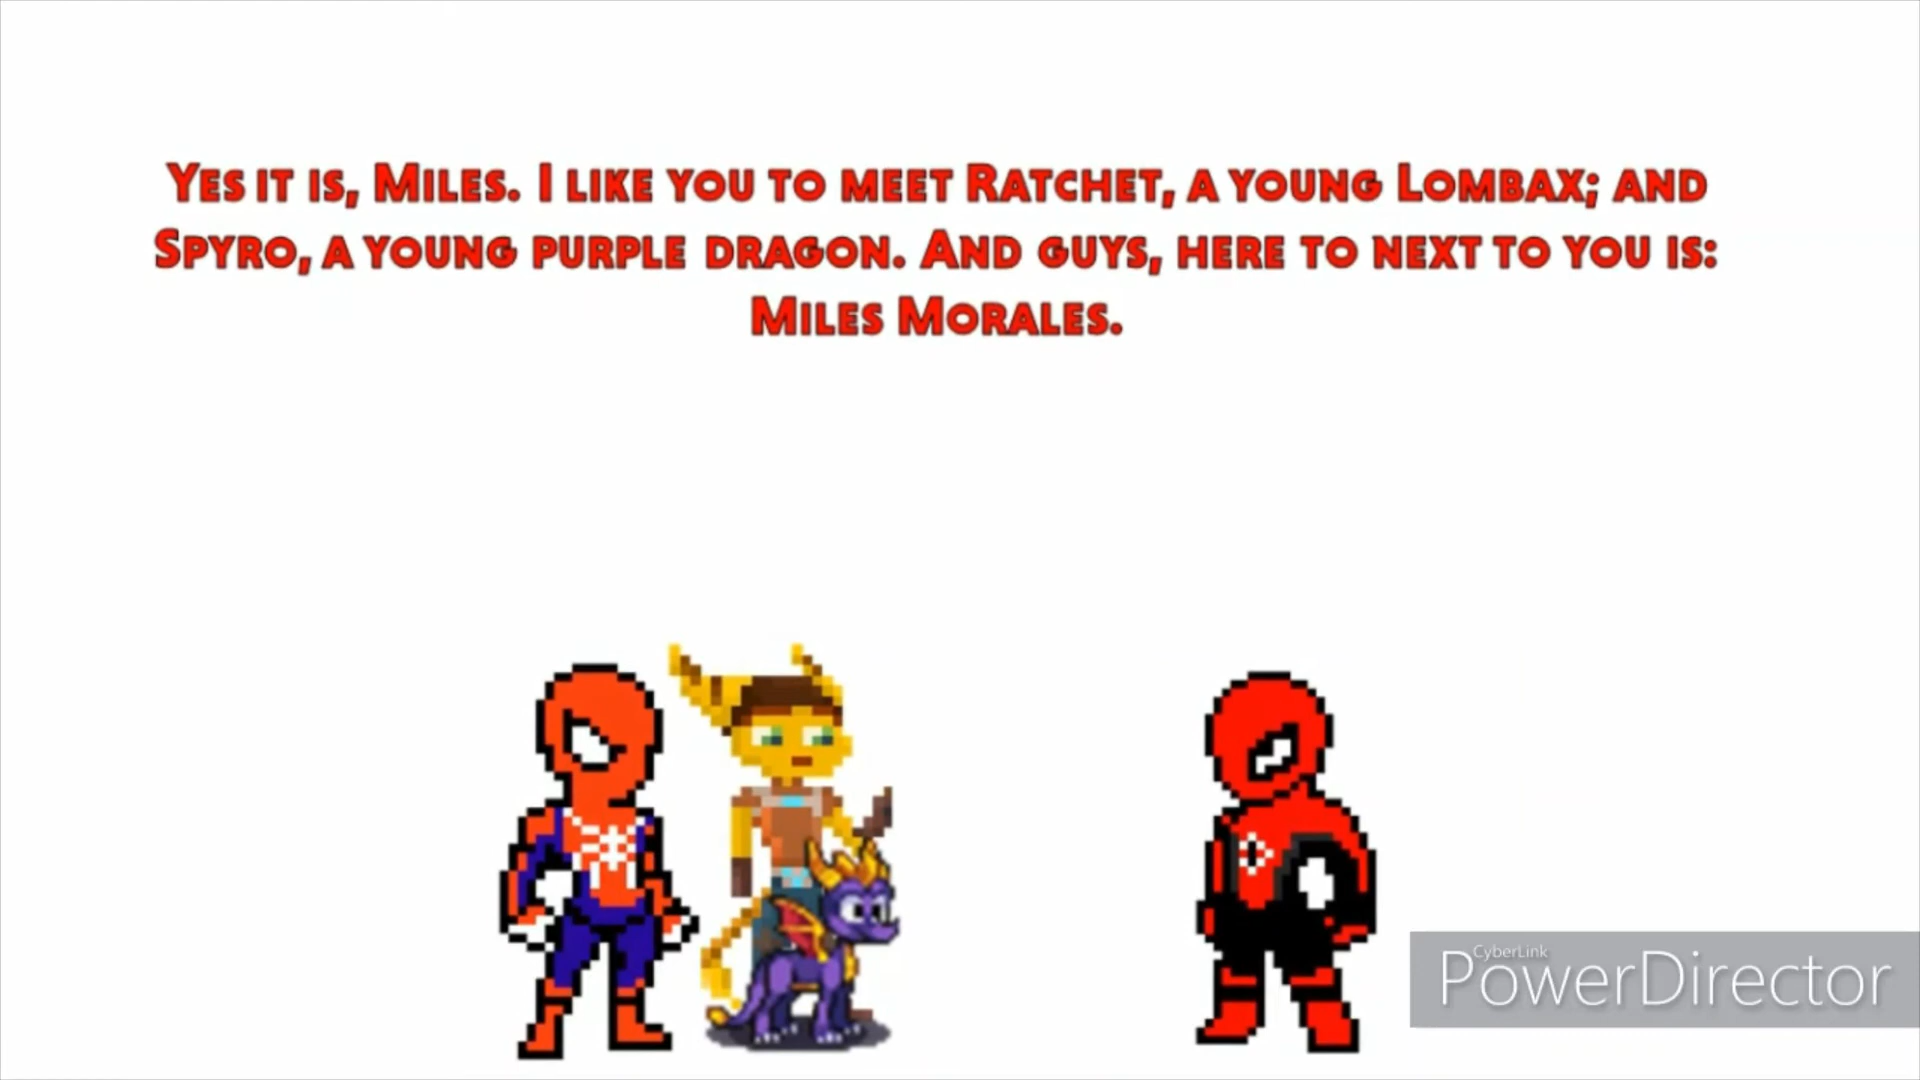 Yes it is, Miles. I like you to meet Ratchet, a young Lombax; and
Spyro, a young purple dragon. And guys, here to next to you is:
Miles Morales.
CyberLink
PowerDirector